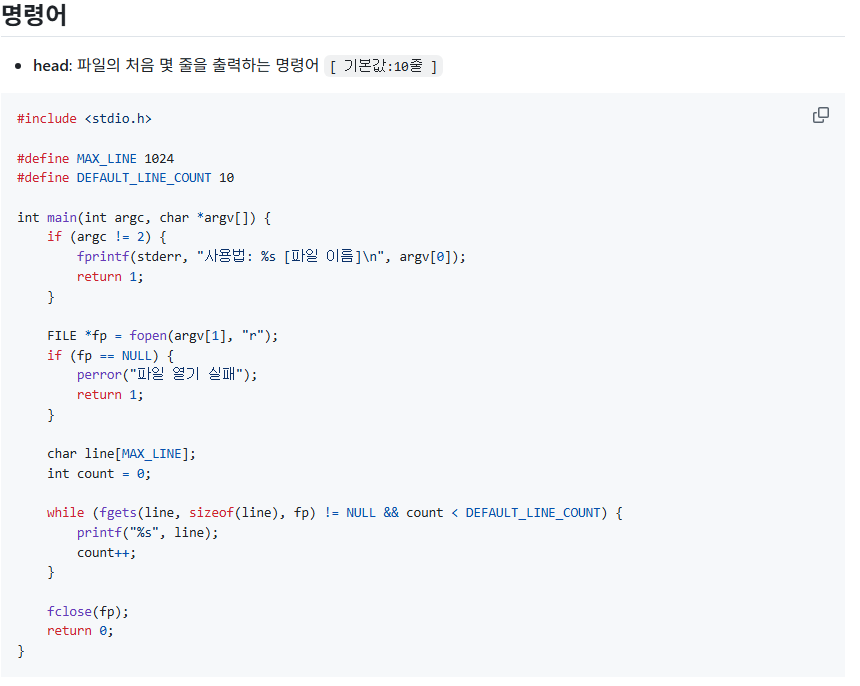 명령어
• head: 파일의 처음 몇 줄을 출력하는 명령어 [ 기본값:10줄 ]
#include <stdio.h>
#define MAX_LINE 1024
#define DEFAULT_LINE_COUNT 10
int main(int argc, char *argv[]) {
    if (argc != 2) {
        fprintf(stderr, "사용법: %s [파일 이름]\n", argv[0]);
        return 1;
    }
    FILE *fp = fopen(argv[1], "r");
    if (fp == NULL) {
        perror("파일 열기 실패");
        return 1;
    }
    char line[MAX_LINE];
    int count = 0;
    while (fgets(line, sizeof(line), fp) != NULL && count < DEFAULT_LINE_COUNT) {
        printf("%s", line);
        count++;
    }
    fclose(fp);
    return 0;
}